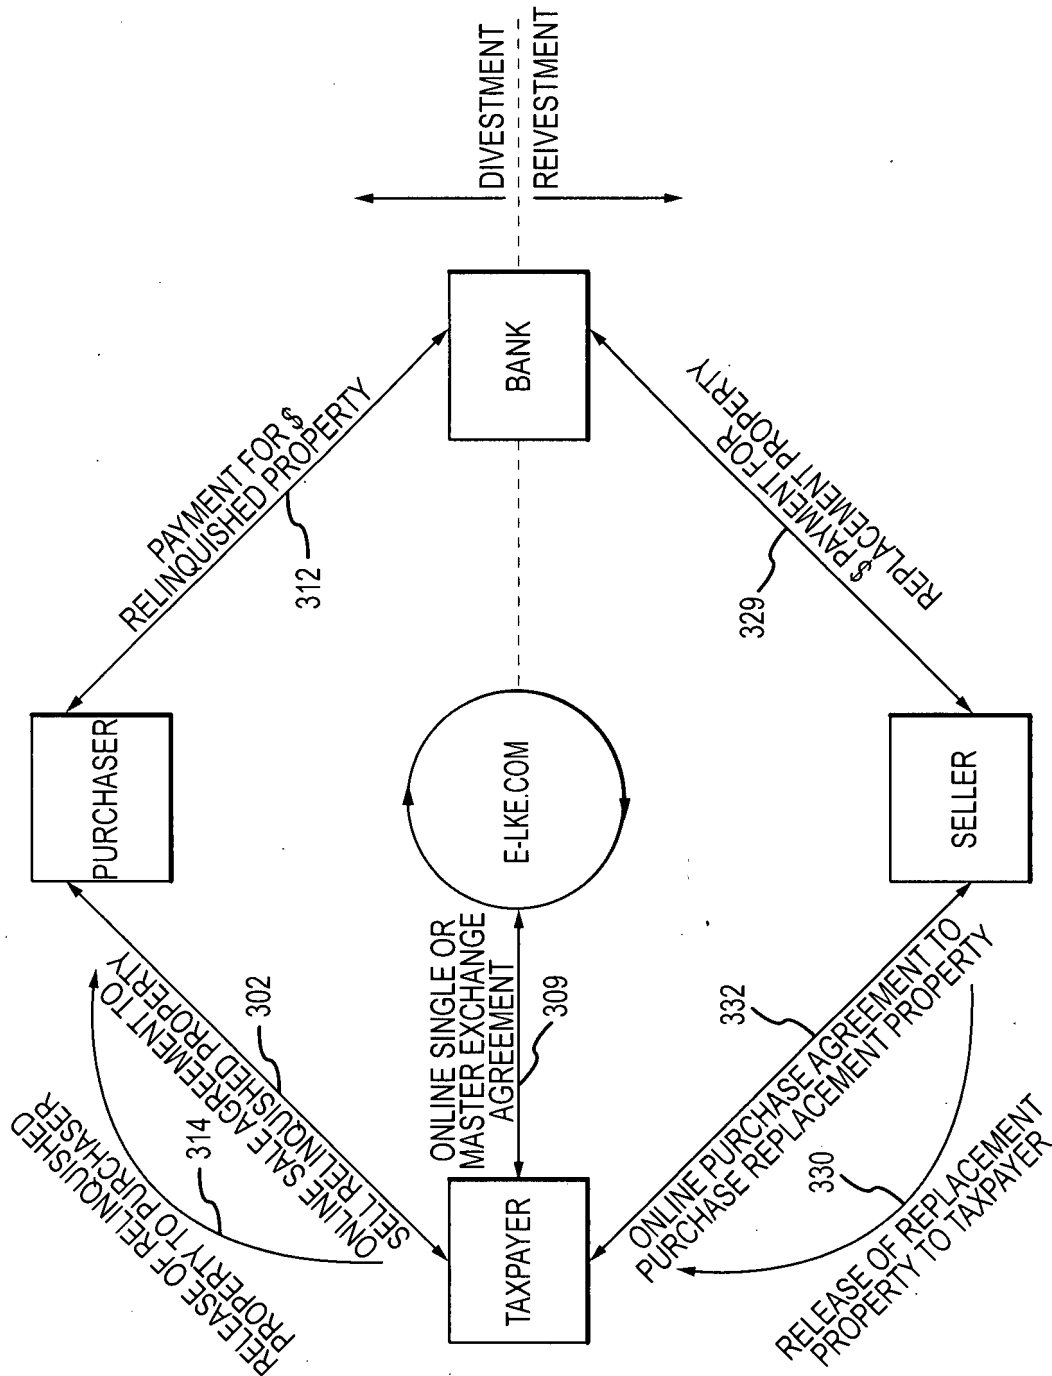 RELEASE OF RELINQUISHED
PROPERTY TO PURCHASER
314
ONLINE SALE AGREEMENT TO
SELL RELINQUISHED PROPERTY
302
PURCHASER
PAYMENT FOR $
RELINQUISHED PROPERTY
312
DIVESTMENT
REIVESTMENT
TAXPAYER
ONLINE SINGLE OR
MASTER EXCHANGE
AGREEMENT
309
E-LKE.COM
BANK
ONLINE PURCHASE AGREEMENT TO
PURCHASE REPLACEMENT PROPERTY
332
330
RELEASE OF REPLACEMENT
PROPERTY TO TAXPAYER
SELLER
329
$ PAYMENT FOR
REPLACEMENT PROPERTY